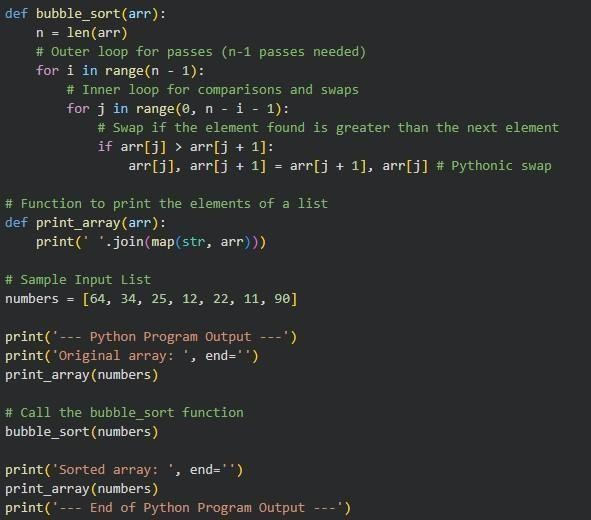 def bubble_sort(arr):
    n = len(arr)
    # Outer loop for passes (n-1 passes needed)
    for i in range(n - 1):
        # Inner loop for comparisons and swaps
        for j in range(0, n - i - 1):
            # Swap if the element found is greater than the next element
            if arr[j] > arr[j + 1]:
                arr[j], arr[j + 1] = arr[j + 1], arr[j] # Pythonic swap

# Function to print the elements of a list
def print_array(arr):
    print(' '.join(map(str, arr)))

# Sample Input List
numbers = [64, 34, 25, 12, 22, 11, 90]

print('--- Python Program Output ---')
print('Original array: ', end='')
print_array(numbers)

# Call the bubble_sort function
bubble_sort(numbers)

print('Sorted array: ', end='')
print_array(numbers)
print('--- End of Python Program Output ---')